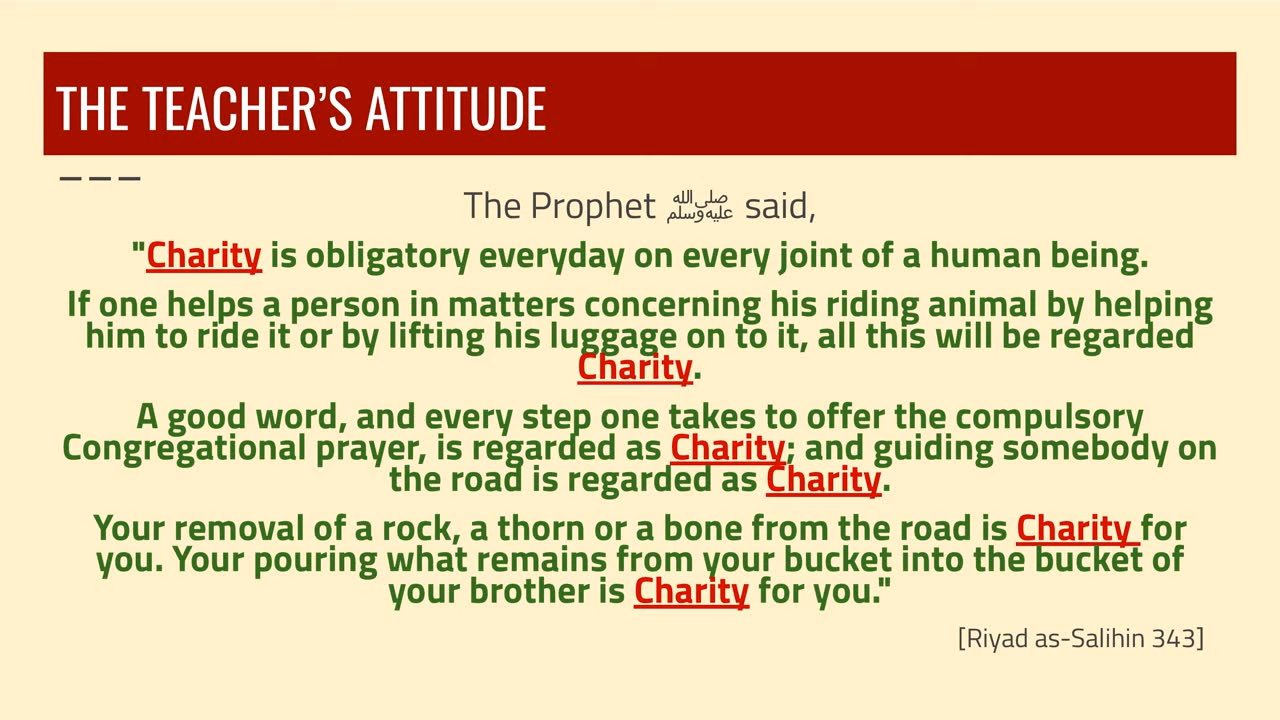 THE TEACHER’S ATTITUDE
The Prophet ﷺ said,
"Charity is obligatory everyday on every joint of a human being.
If one helps a person in matters concerning his riding animal by helping
him to ride it or by lifting his luggage on to it, all this will be regarded
Charity.
A good word, and every step one takes to offer the compulsory
Congregational prayer, is regarded as Charity; and guiding somebody on
the road is regarded as Charity.
Your removal of a rock, a thorn or a bone from the road is Charity for
you. Your pouring what remains from your bucket into the bucket of
your brother is Charity for you."
[Riyad as-Salihin 343]